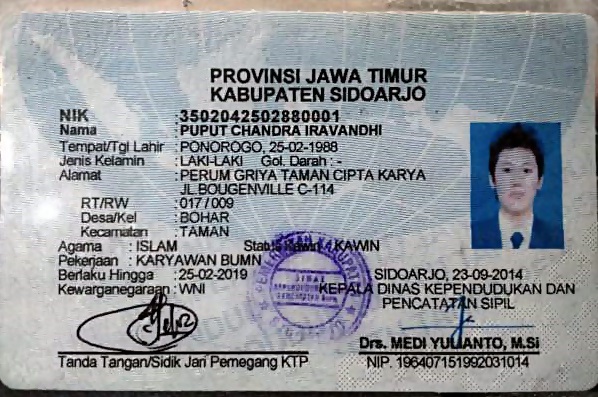 PROVINSI JAWA TIMUR
KABUPATEN SIDOARJO
NIK : 3502042502880001
Nama : PUPUT CHANDRA IRAVANDHI
Tempat/Tgl Lahir : PONOROGO, 25-02-1988
Jenis Kelamin : LAKI-LAKI Gol. Darah : -
Alamat : PERUM GRIYA TAMAN CIPTA KARYA
JL.BOUGENVILLE C-114
RT/RW : 017 / 009
Desa/Kel : BOHAR
Kecamatan : TAMAN
Agama : ISLAM Status Kawin : KAWIN
Pekerjaan : KARYAWAN BUMN
Berlaku Hingga : 25-02-2019
Kewarganegaraan : WNI
SIDOARJO, 23-09-2014
KEPALA DINAS KEPENDUDUKAN DAN
PENCATATAN SIPIL
Drs. MEDI YULIANTO, M.Si
NIP. 196407151992031014
Tanda Tangan/Sidik Jari Pemegang KTP